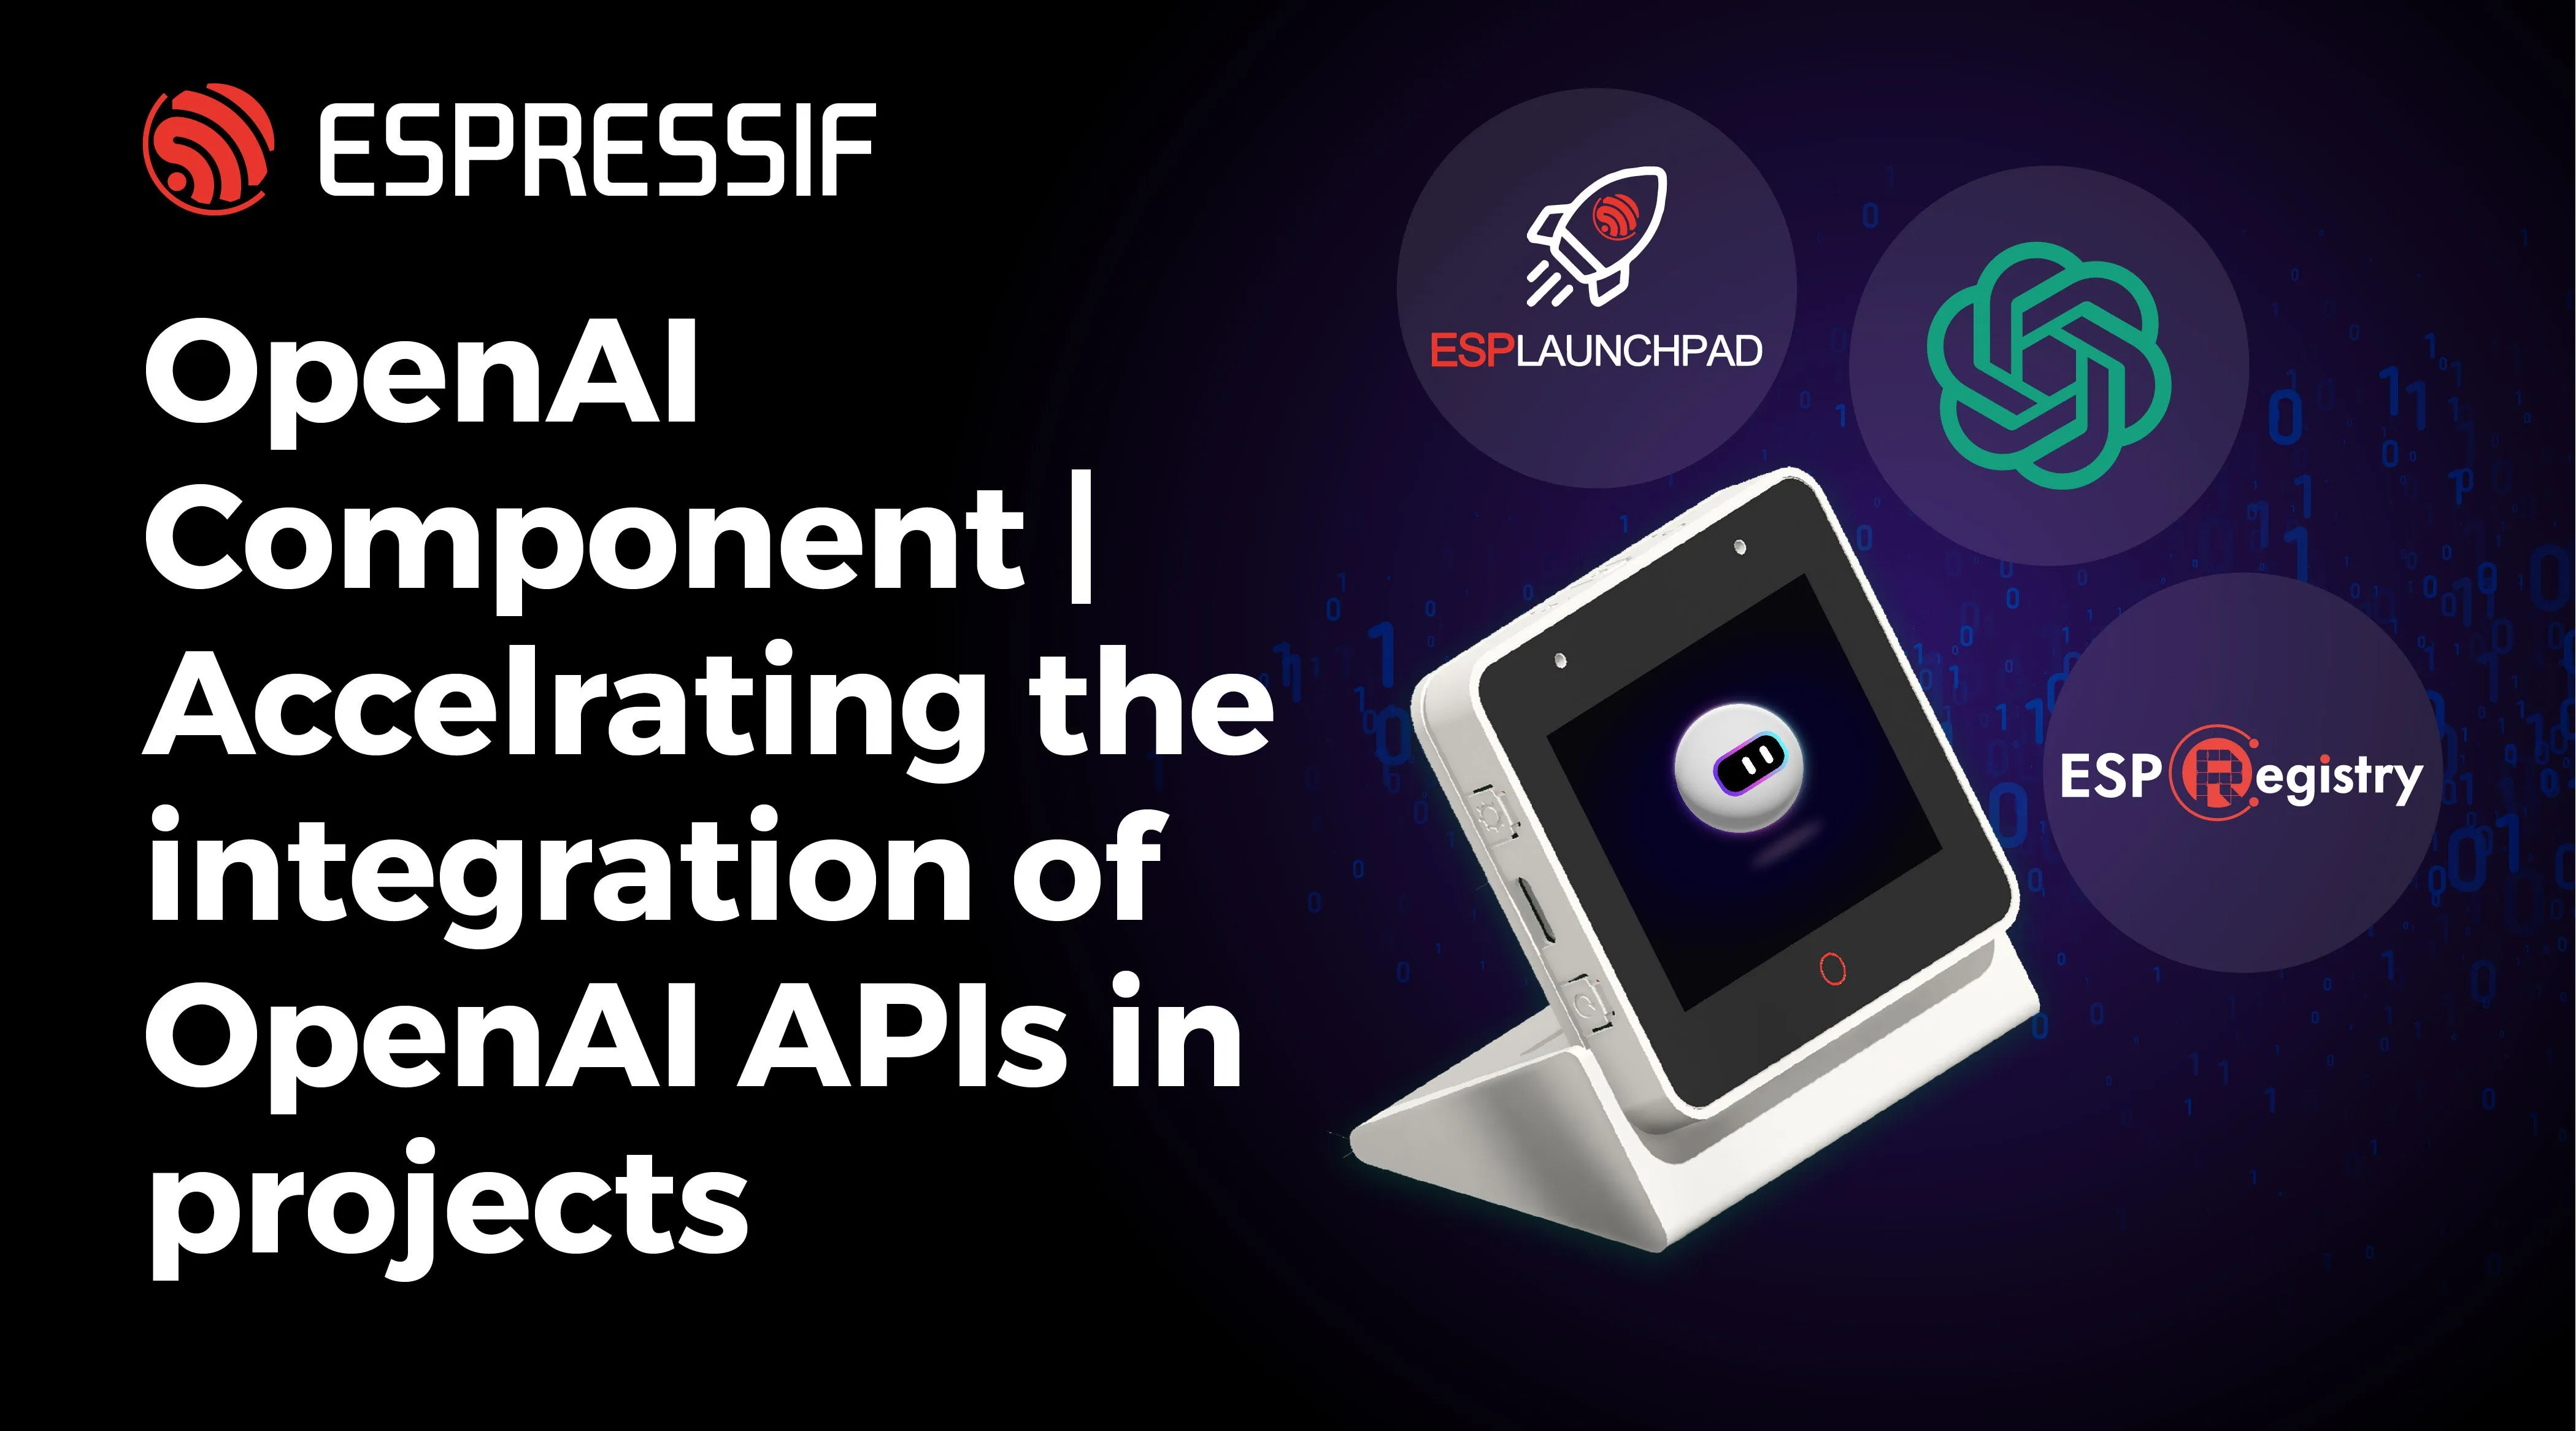 ESPRESSIF
OpenAI
Component |
Accelrating the
integration of
OpenAI APIs in
projects
ESPLAUNCHPAD
ESP Registry